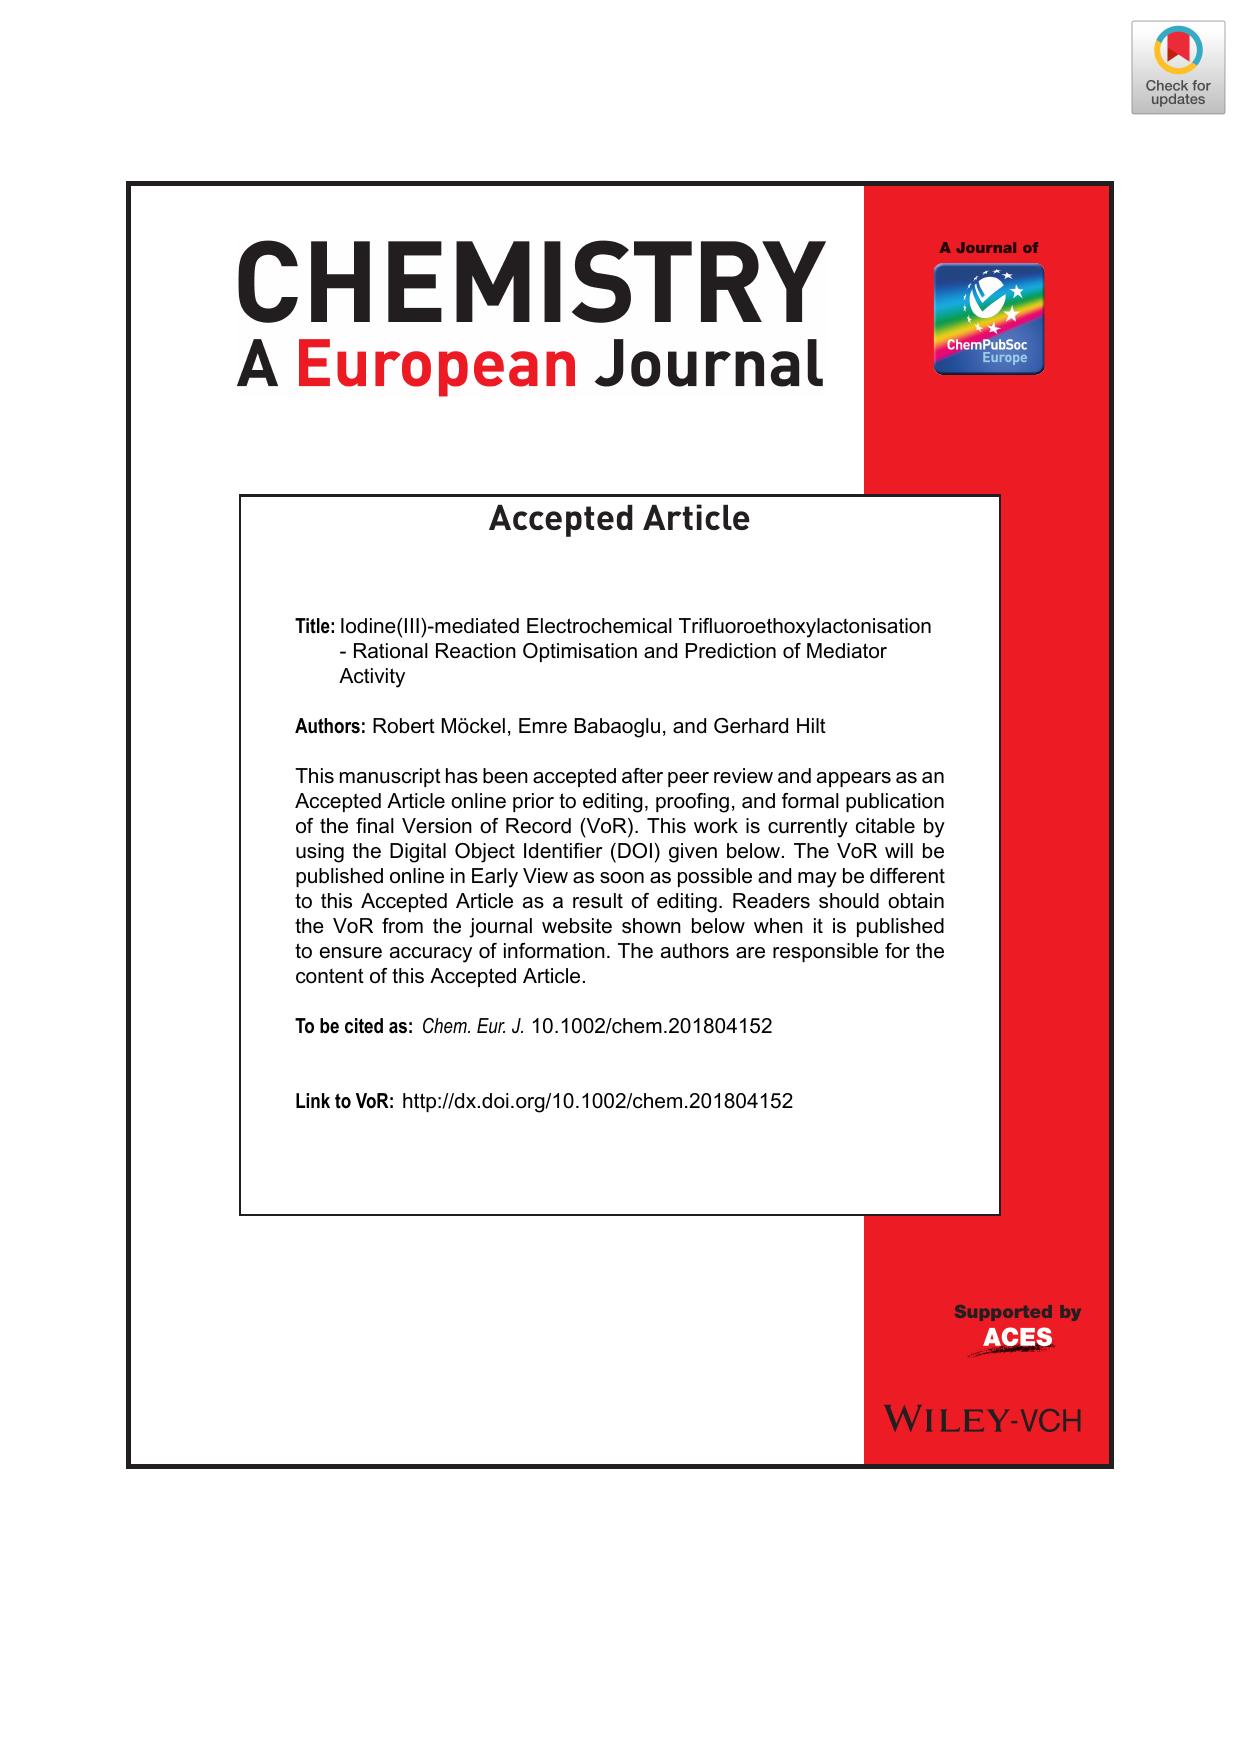 Check for
updates
CHEMISTRY
A European Journal
A Journal of
ChemPubSoc
Europe
Accepted Article
Title: Iodine(III)-mediated Electrochemical Trifluoroethoxylactonisation
- Rational Reaction Optimisation and Prediction of Mediator
Activity
Authors: Robert Möckel, Emre Babaoglu, and Gerhard Hilt
This manuscript has been accepted after peer review and appears as an
Accepted Article online prior to editing, proofing, and formal publication
of the final Version of Record (VoR). This work is currently citable by
using the Digital Object Identifier (DOI) given below. The VoR will be
published online in Early View as soon as possible and may be different
to this Accepted Article as a result of editing. Readers should obtain
the VoR from the journal website shown below when it is published
to ensure accuracy of information. The authors are responsible for the
content of this Accepted Article.
To be cited as: Chem. Eur. J. 10.1002/chem.201804152
Link to VoR: http://dx.doi.org/10.1002/chem.201804152
Supported by
ACES
WILEY-VCH